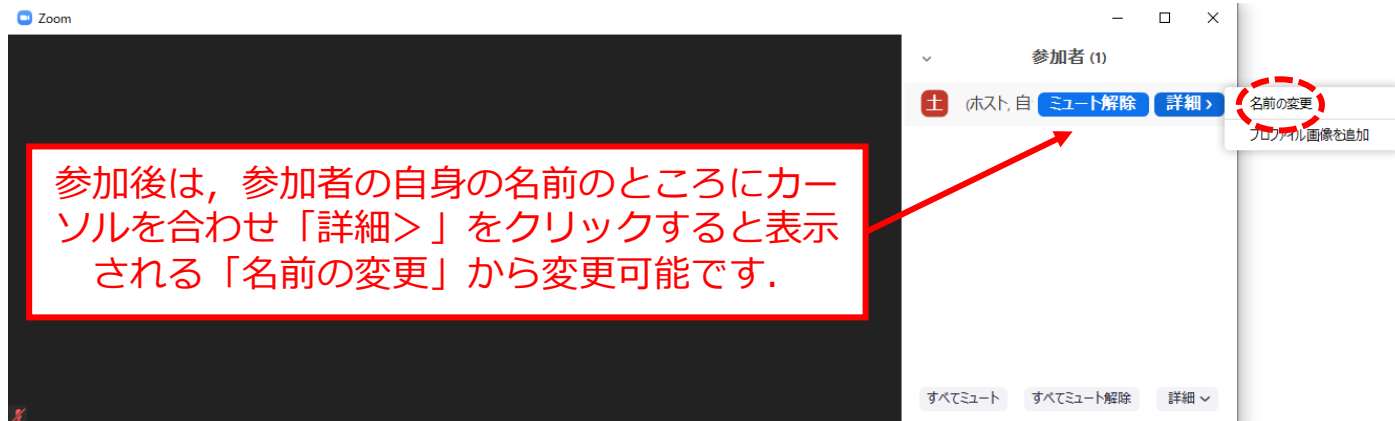 Zoom
参加者 (1)
土 (ホスト, 自 ミュート解除 詳細 >
名前の変更
プロファイル画像を追加
参加後は，参加者の自身の名前のところにカー
ソルを合わせ「詳細＞」をクリックすると表示
される「名前の変更」から変更可能です．
すべてミュート すべてミュート解除 詳細